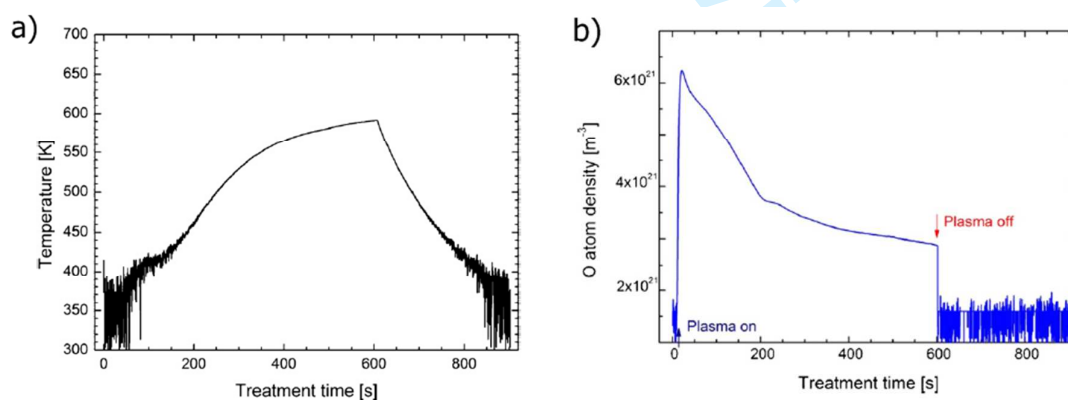 a)
700
650
600
550
500
450
400
350
300
Temperature [K]
0 200 400 600 800
Treatment time [s]
b)
6x10²¹
4x10²¹
2x10²¹
O atom density [m⁻³]
Plasma off
Plasma on
0 200 400 600 800
Treatment time [s]